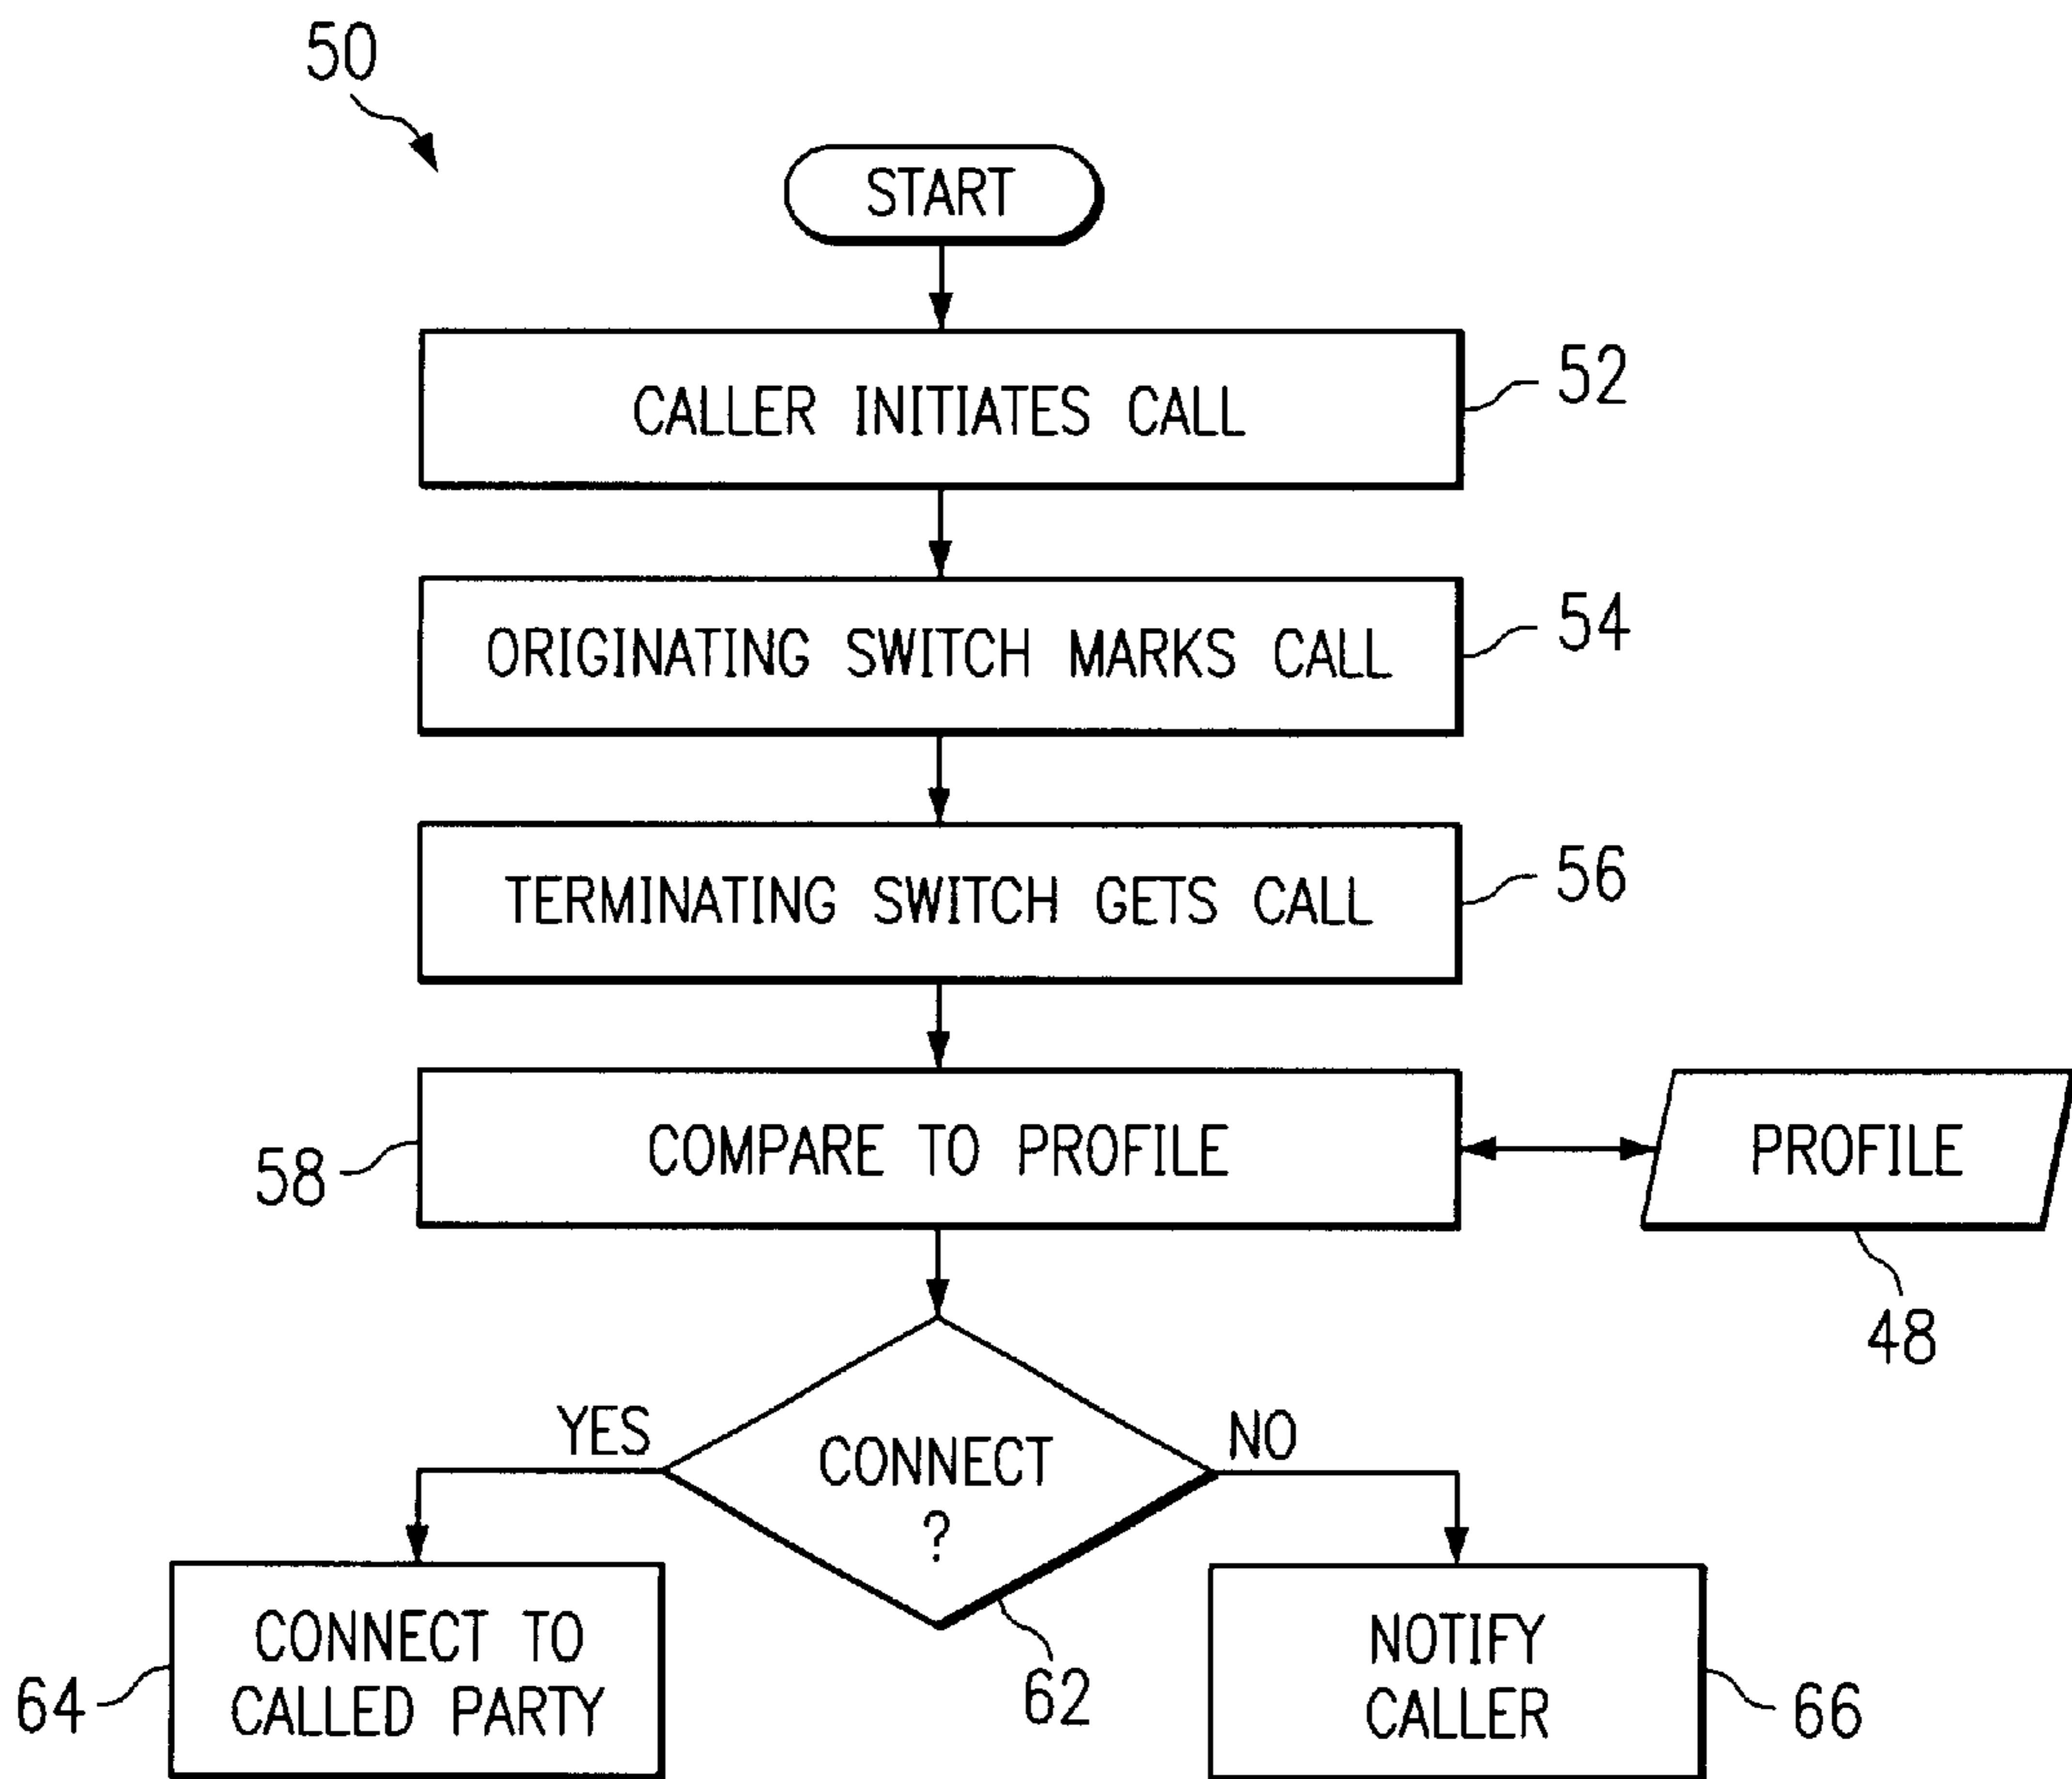 50
START
CALLER INITIATES CALL
52
ORIGINATING SWITCH MARKS CALL
54
TERMINATING SWITCH GETS CALL
56
COMPARE TO PROFILE
58
PROFILE
48
CONNECT
?
62
YES
NO
CONNECT TO
CALLED PARTY
64
NOTIFY
CALLER
66